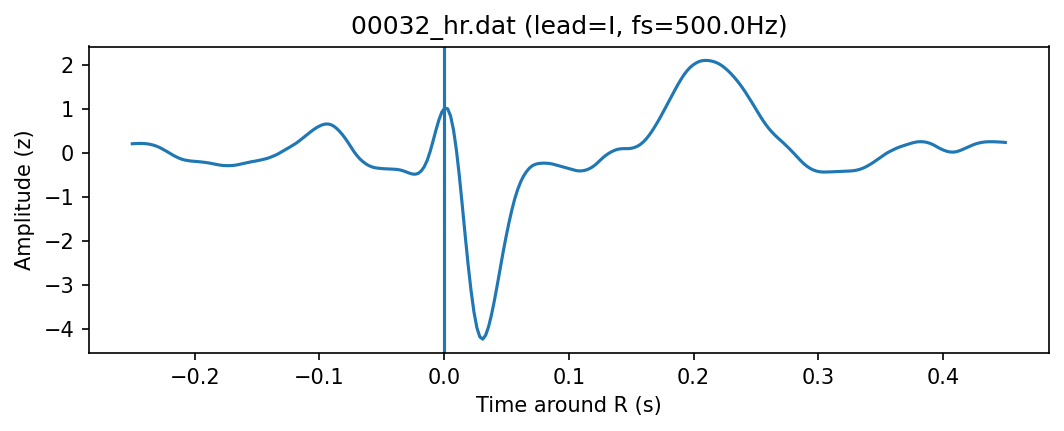 00032_hr.dat (lead=I, fs=500.0Hz)
Amplitude (z)
2
1
0
−1
−2
−3
−4
−0.2 −0.1 0.0 0.1 0.2 0.3 0.4
Time around R (s)